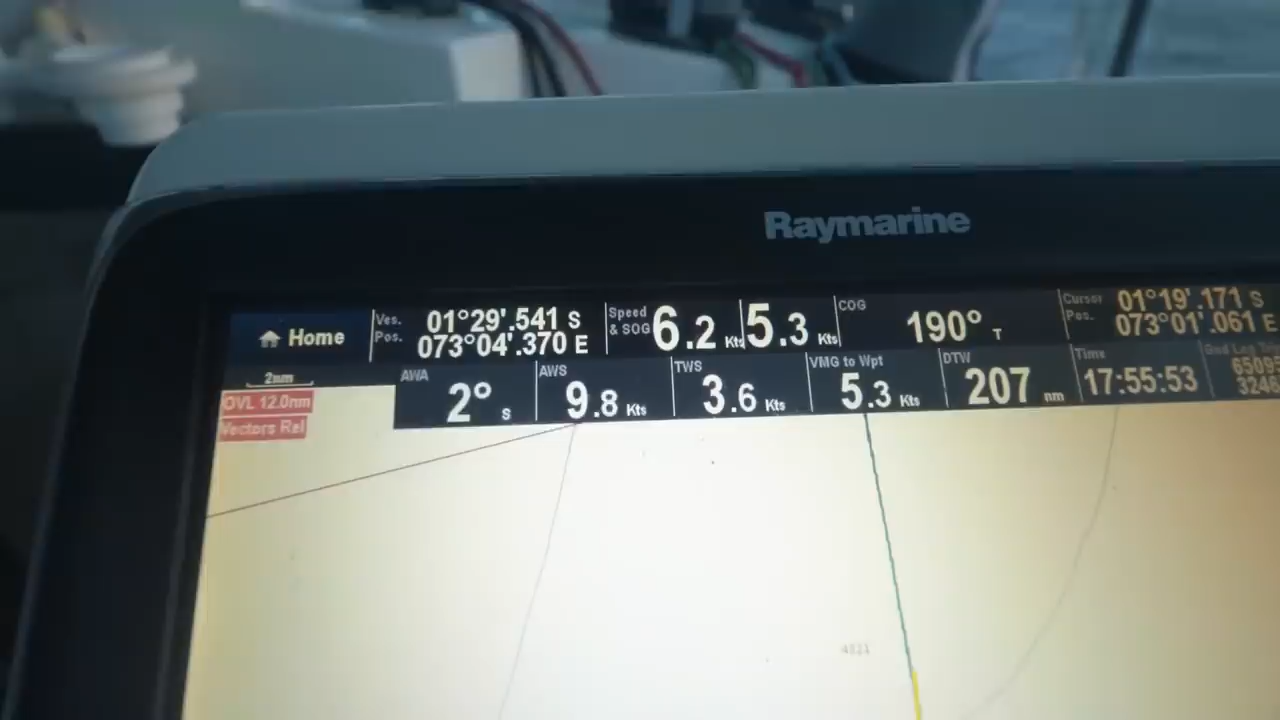 Raymarine
Home
Ves. Pos. 01°29'.541 S
073°04'.370 E
Speed & SOG 6.2 Kts 5.3 Kts
COG 190° T
Cursor Pos. 01°19'.171 S
073°01'.061 E
2nm
AWA 2° S
AWS 9.8 Kts
TWS 3.6 Kts
VMG to Wpt 5.3 Kts
DTW 207 nm
Time 17:55:53
OVL 12.0nm
Vectors Rel